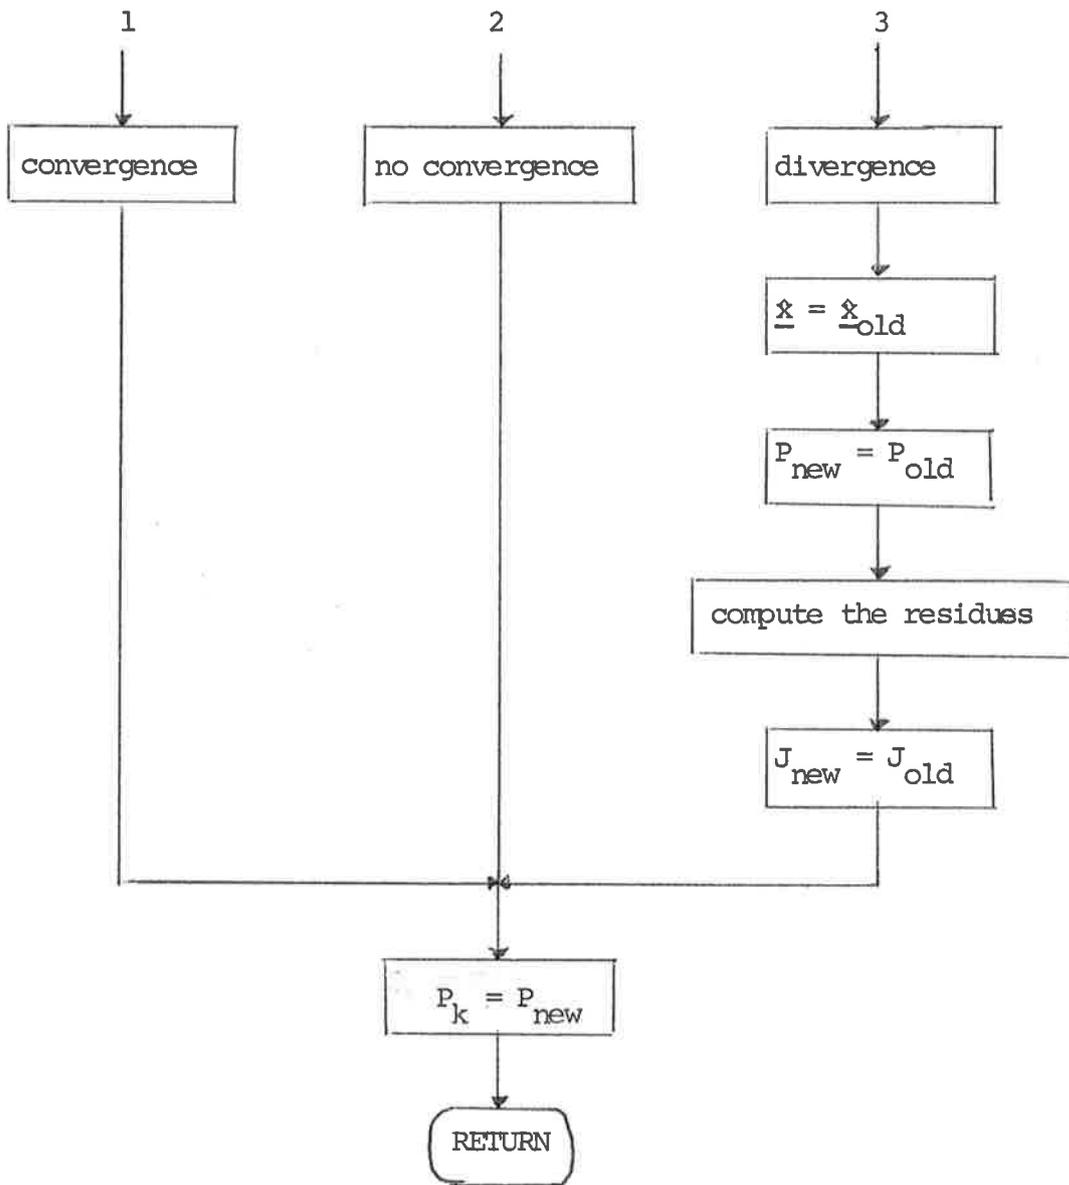 1 2 3
convergence no convergence divergence
x̂ = x̂old
Pnew = Pold
compute the residues
Jnew = Jold
Pk = Pnew
RETURN